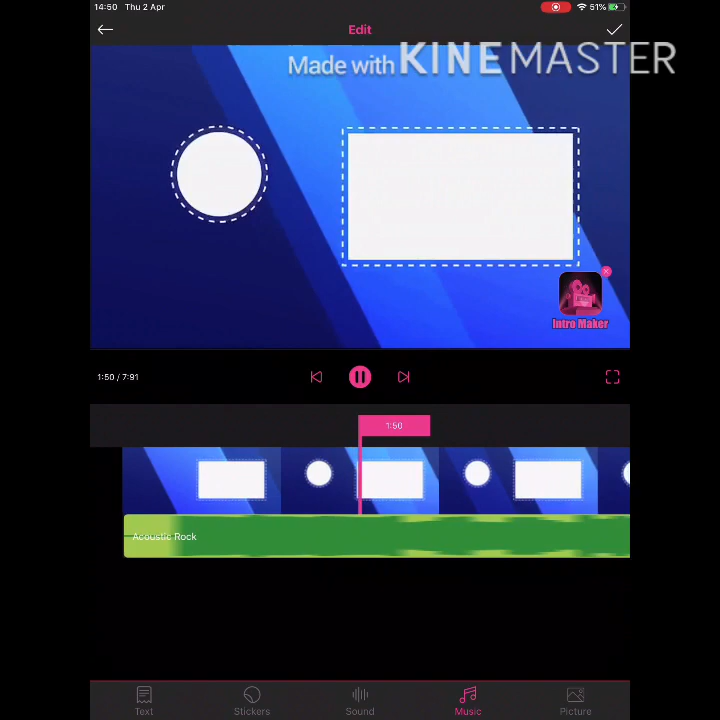 14:50 Thu 2 Apr
51%
Edit
Made with KINEMASTER
Intro Maker
1:50 / 7:91
1:50
Acoustic Rock
Text Stickers Sound Music Picture